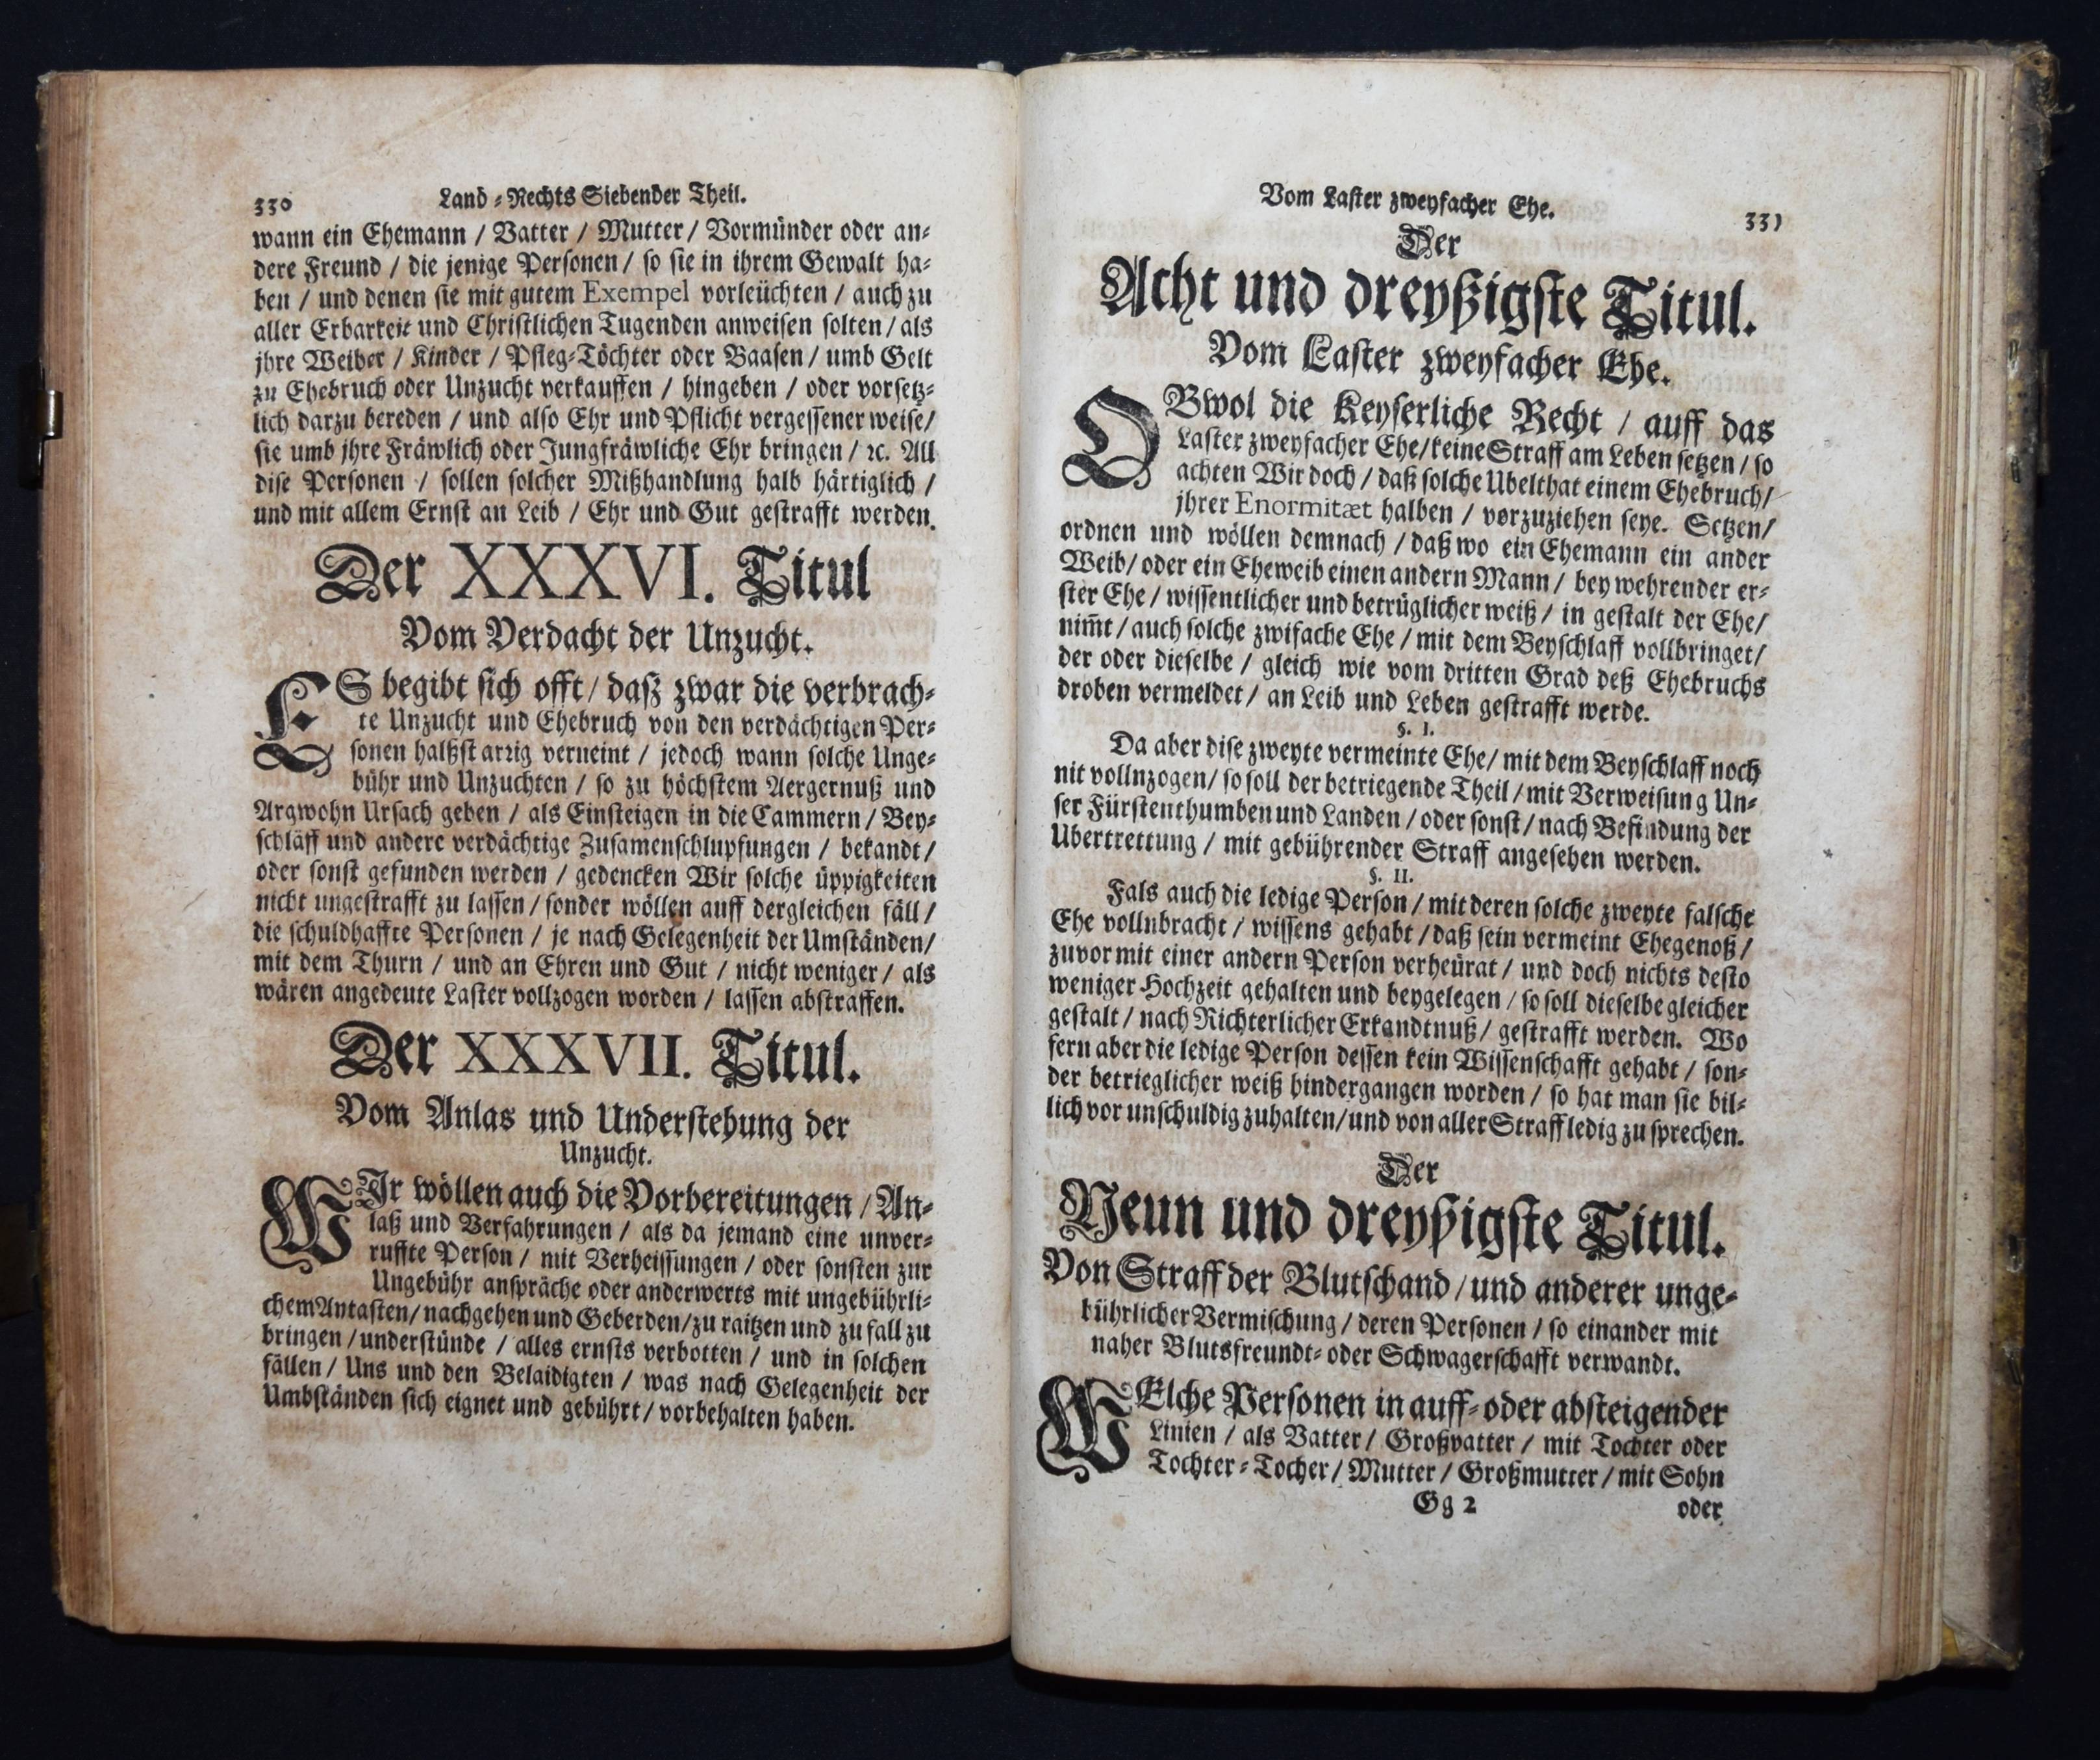 330
Land-Rechts Siebender Theil.
wann ein Ehemann / Vatter / Mutter / Vormünder oder an-
dere Freund / die jenige Personen / so sie in ihrem Gewalt ha-
ben / und denen sie mit gutem Exempel vorleüchten / auch zu
aller Erbarkeit und Christlichen Tugenden anweisen solten / als
jhre Weiber / Kinder / Pfleg-Töchter oder Baasen / umb Gelt
zu Ehebruch oder Unzucht verkauffen / hingeben / oder vorsetz-
lich darzu bereden / und also Ehr und Pflicht vergessener weise /
sie umb jhre Fräwlich oder Jungfräwliche Ehr bringen / ꝛc. All
dise Personen / sollen solcher Mißhandlung halb härtiglich /
und mit allem Ernst an Leib / Ehr und Gut gestrafft werden.
Der XXXVI. Titul
Vom Verdacht der Unzucht.
ES begibt sich offt / daß zwar die verbrach-
te Unzucht und Ehebruch von den verdächtigen Per-
sonen halßstarzig verneint / jedoch wann solche Unge-
bühr und Unzuchten / so zu höchstem Aergernuß und
Argwohn Ursach geben / als Einsteigen in die Cammern / Bey-
schläff und andere verdächtige Zusamenschlupfungen / bekandt /
oder sonst gefunden werden / gedencken Wir solche üppigkeiten
nicht ungestrafft zu lassen / sonder wöllen auff dergleichen fäll /
die schuldhaffte Personen / je nach Gelegenheit der Umständen /
mit dem Thurn / und an Ehren und Gut / nicht weniger / als
wären angedeute Laster vollzogen worden / lassen abstraffen.
Der XXXVII. Titul.
Vom Anlas und Understehung der
Unzucht.
WIr wöllen auch die Vorbereitungen / An-
laß und Verfahrungen / als da jemand eine unver-
ruffte Person / mit Verheissungen / oder sonsten zur
Ungebühr anspräche oder anderwerts mit ungebührli-
chem Antasten / nachgehen und Geberden / zu raitzen und zu fall zu
bringen / understünde / alles ernsts verbotten / und in solchen
fällen / Uns und den Belaidigten / was nach Gelegenheit der
Umbständen sich eignet und gebührt / vorbehalten haben.
Vom Laster zweyfacher Ehe.
331
Der
Acht und dreyßigste Titul.
Vom Laster zweyfacher Ehe.
OBwol die Keyserliche Recht / auff das
Laster zweyfacher Ehe / keine Straff am Leben setzen / so
achten Wir doch / daß solche Ubelthat einem Ehebruch /
jhrer Enormitæt halben / vorzuziehen seye. Setzen /
ordnen und wöllen demnach / daß wo ein Ehemann ein ander
Weib / oder ein Eheweib einen andern Mann / bey wehrender er-
ster Ehe / wissentlicher und betrüglicher weiß / in gestalt der Ehe /
nim̄t / auch solche zwifache Ehe / mit dem Beyschlaff vollbringet /
der oder dieselbe / gleich wie vom dritten Grad deß Ehebruchs
droben vermeldet / an Leib und Leben gestrafft werde.
§. I.
Da aber dise zweyte vermeinte Ehe / mit dem Beyschlaff noch
nit vollnzogen / so soll der betriegende Theil / mit Verweisung Un-
ser Fürstenthumben und Landen / oder sonst / nach Befindung der
Ubertrettung / mit gebührender Straff angesehen werden.
§. II.
Fals auch die ledige Person / mit deren solche zweyte falsche
Ehe vollnbracht / wissens gehabt / daß sein vermeint Ehegenoß /
zuvor mit einer andern Person verheürat / und doch nichts desto
weniger Hochzeit gehalten und beygelegen / so soll dieselbe gleicher
gestalt / nach Richterlicher Erkandtnuß / gestrafft werden. Wo
fern aber die ledige Person dessen kein Wissenschafft gehabt / son-
der betrieglicher weiß hindergangen worden / so hat man sie bil-
lich vor unschuldig zuhalten / und von aller Straff ledig zu sprechen.
Der
Neun und dreyßigste Titul.
Von Straff der Blutschand / und anderer unge-
bührlicher Vermischung / deren Personen / so einander mit
naher Blutsfreundt- oder Schwagerschafft verwandt.
WElche Personen in auff- oder absteigender
Linien / als Vatter / Großvatter / mit Tochter oder
Tochter-Tocher / Mutter / Großmutter / mit Sohn
Gg 2
oder